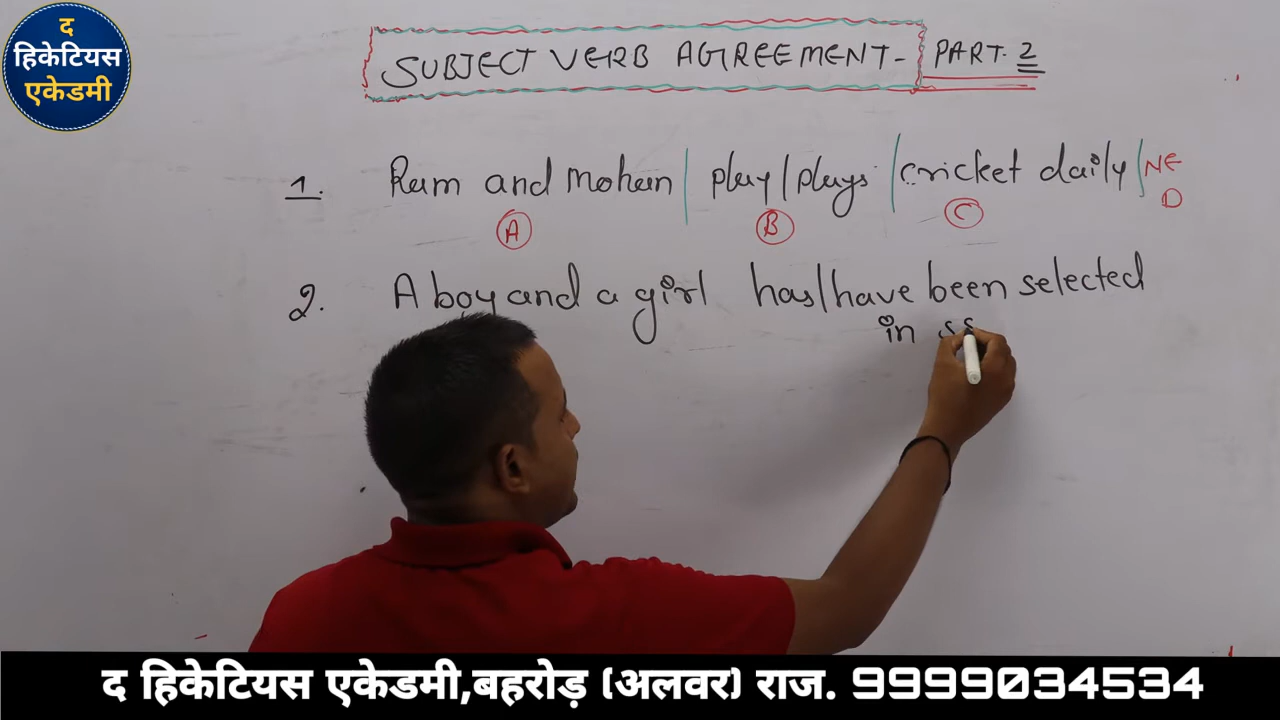 द
हिकेटियस
एकेडमी
SUBJECT VERB AGREEMENT- PART. 2
1. Ram and Mohan | play/plays | cricket daily | NE
A B C D
2. A boy and a girl has/have been selected
in ss
द हिकेटियस एकेडमी,बहरोड़ (अलवर) राज. 9999034534